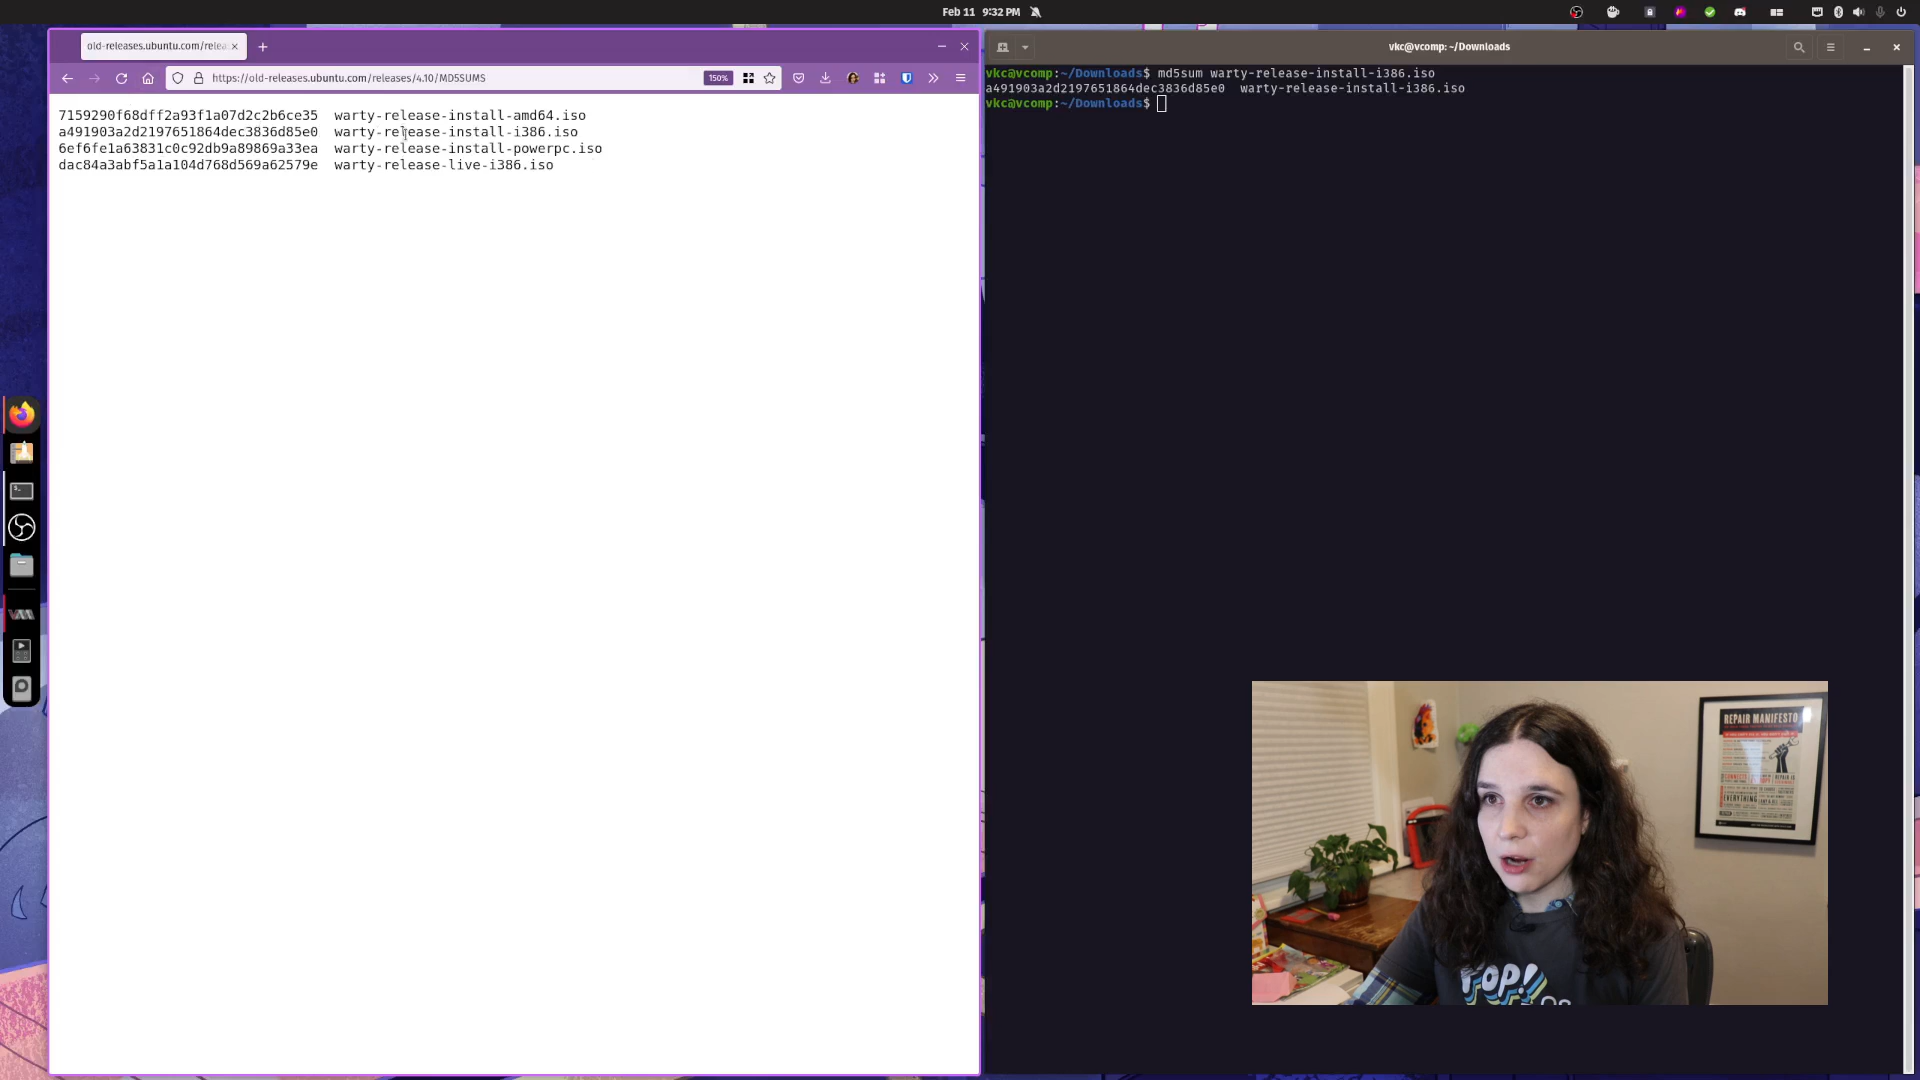 Feb 11 9:32 PM
old-releases.ubuntu.com/relea
https://old-releases.ubuntu.com/releases/4.10/MD5SUMS
150%
7159290f68dff2a93f1a07d2c2b6ce35 warty-release-install-amd64.iso
a491903a2d2197651864dec3836d85e0 warty-release-install-i386.iso
6ef6fe1a63831c0c92db9a89869a33ea warty-release-install-powerpc.iso
dac84a3abf5a1a104d768d569a62579e warty-release-live-i386.iso
vkc@vcomp: ~/Downloads
vkc@vcomp:~/Downloads$ md5sum warty-release-install-i386.iso
a491903a2d2197651864dec3836d85e0 warty-release-install-i386.iso
vkc@vcomp:~/Downloads$
REPAIR MANIFESTO
EVERYTHING
POP!